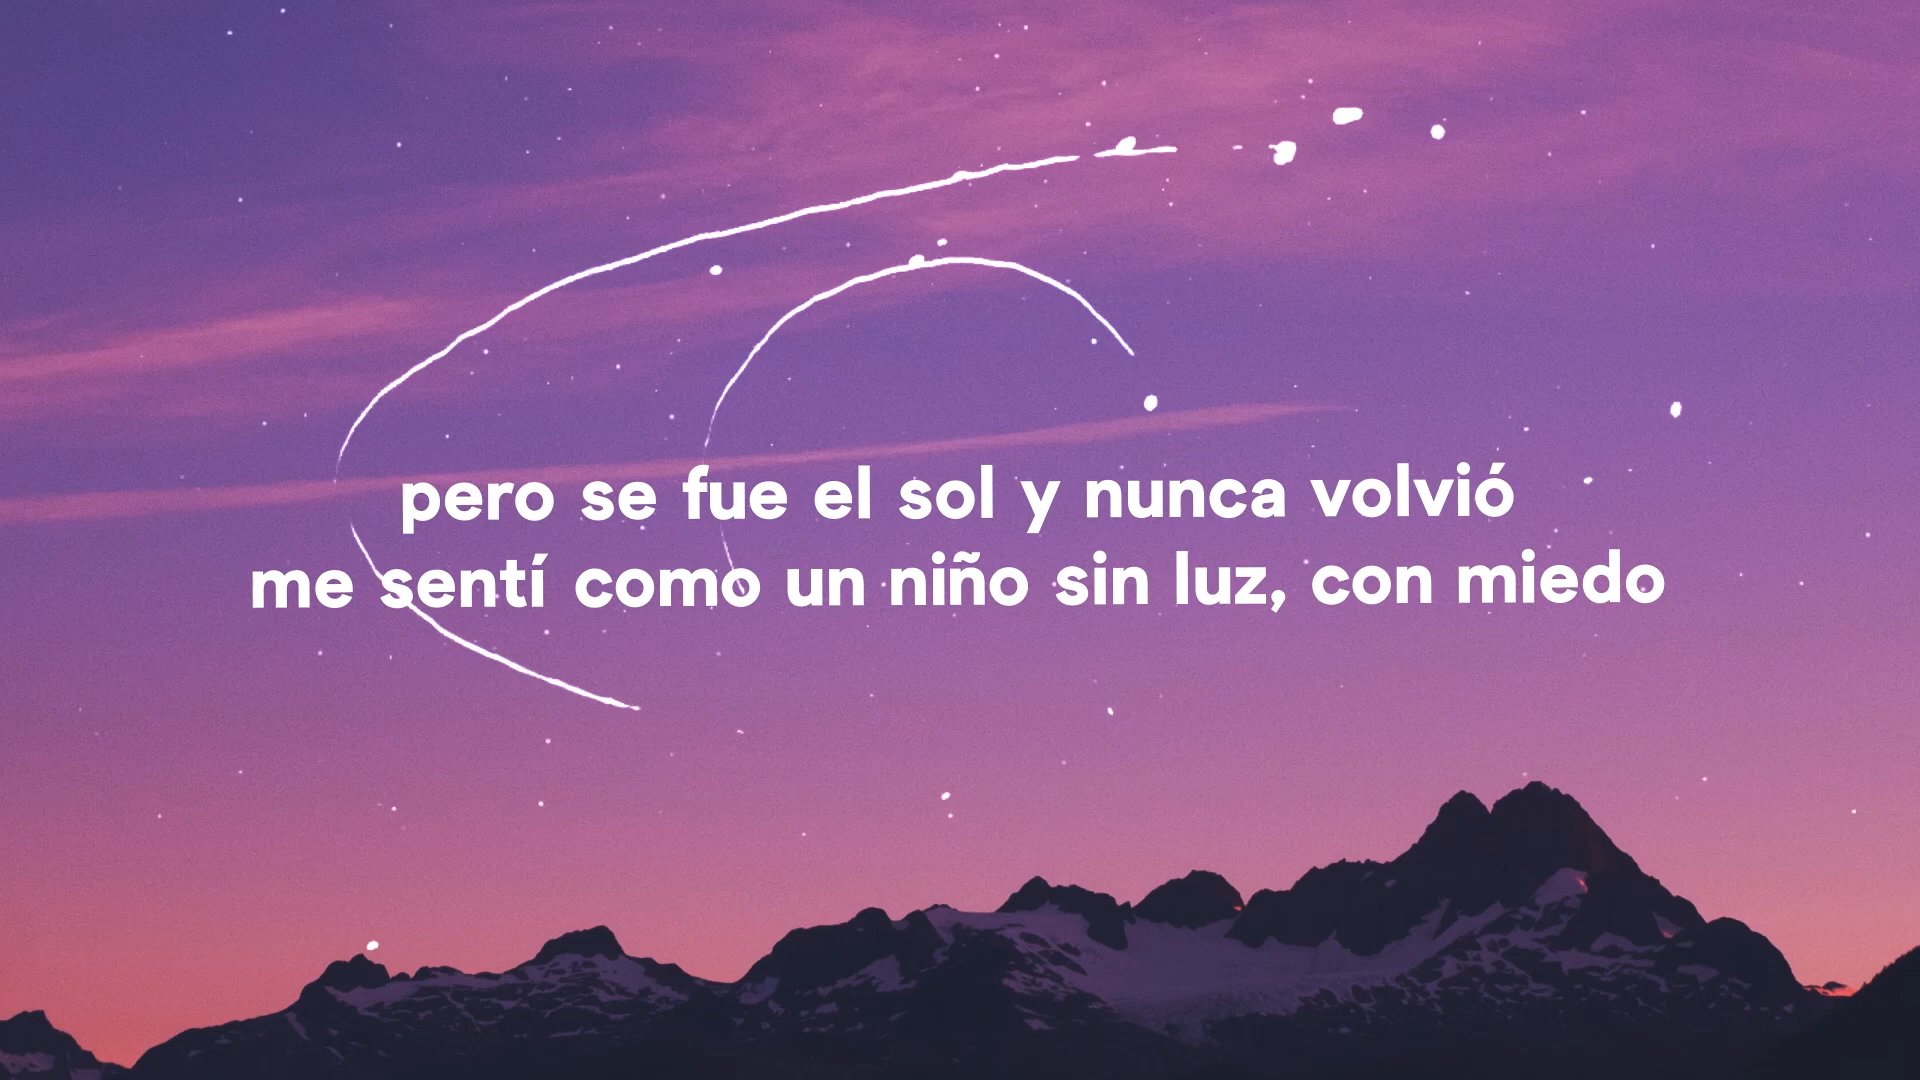 pero se fue el sol y nunca volvió
me sentí como un niño sin luz, con miedo